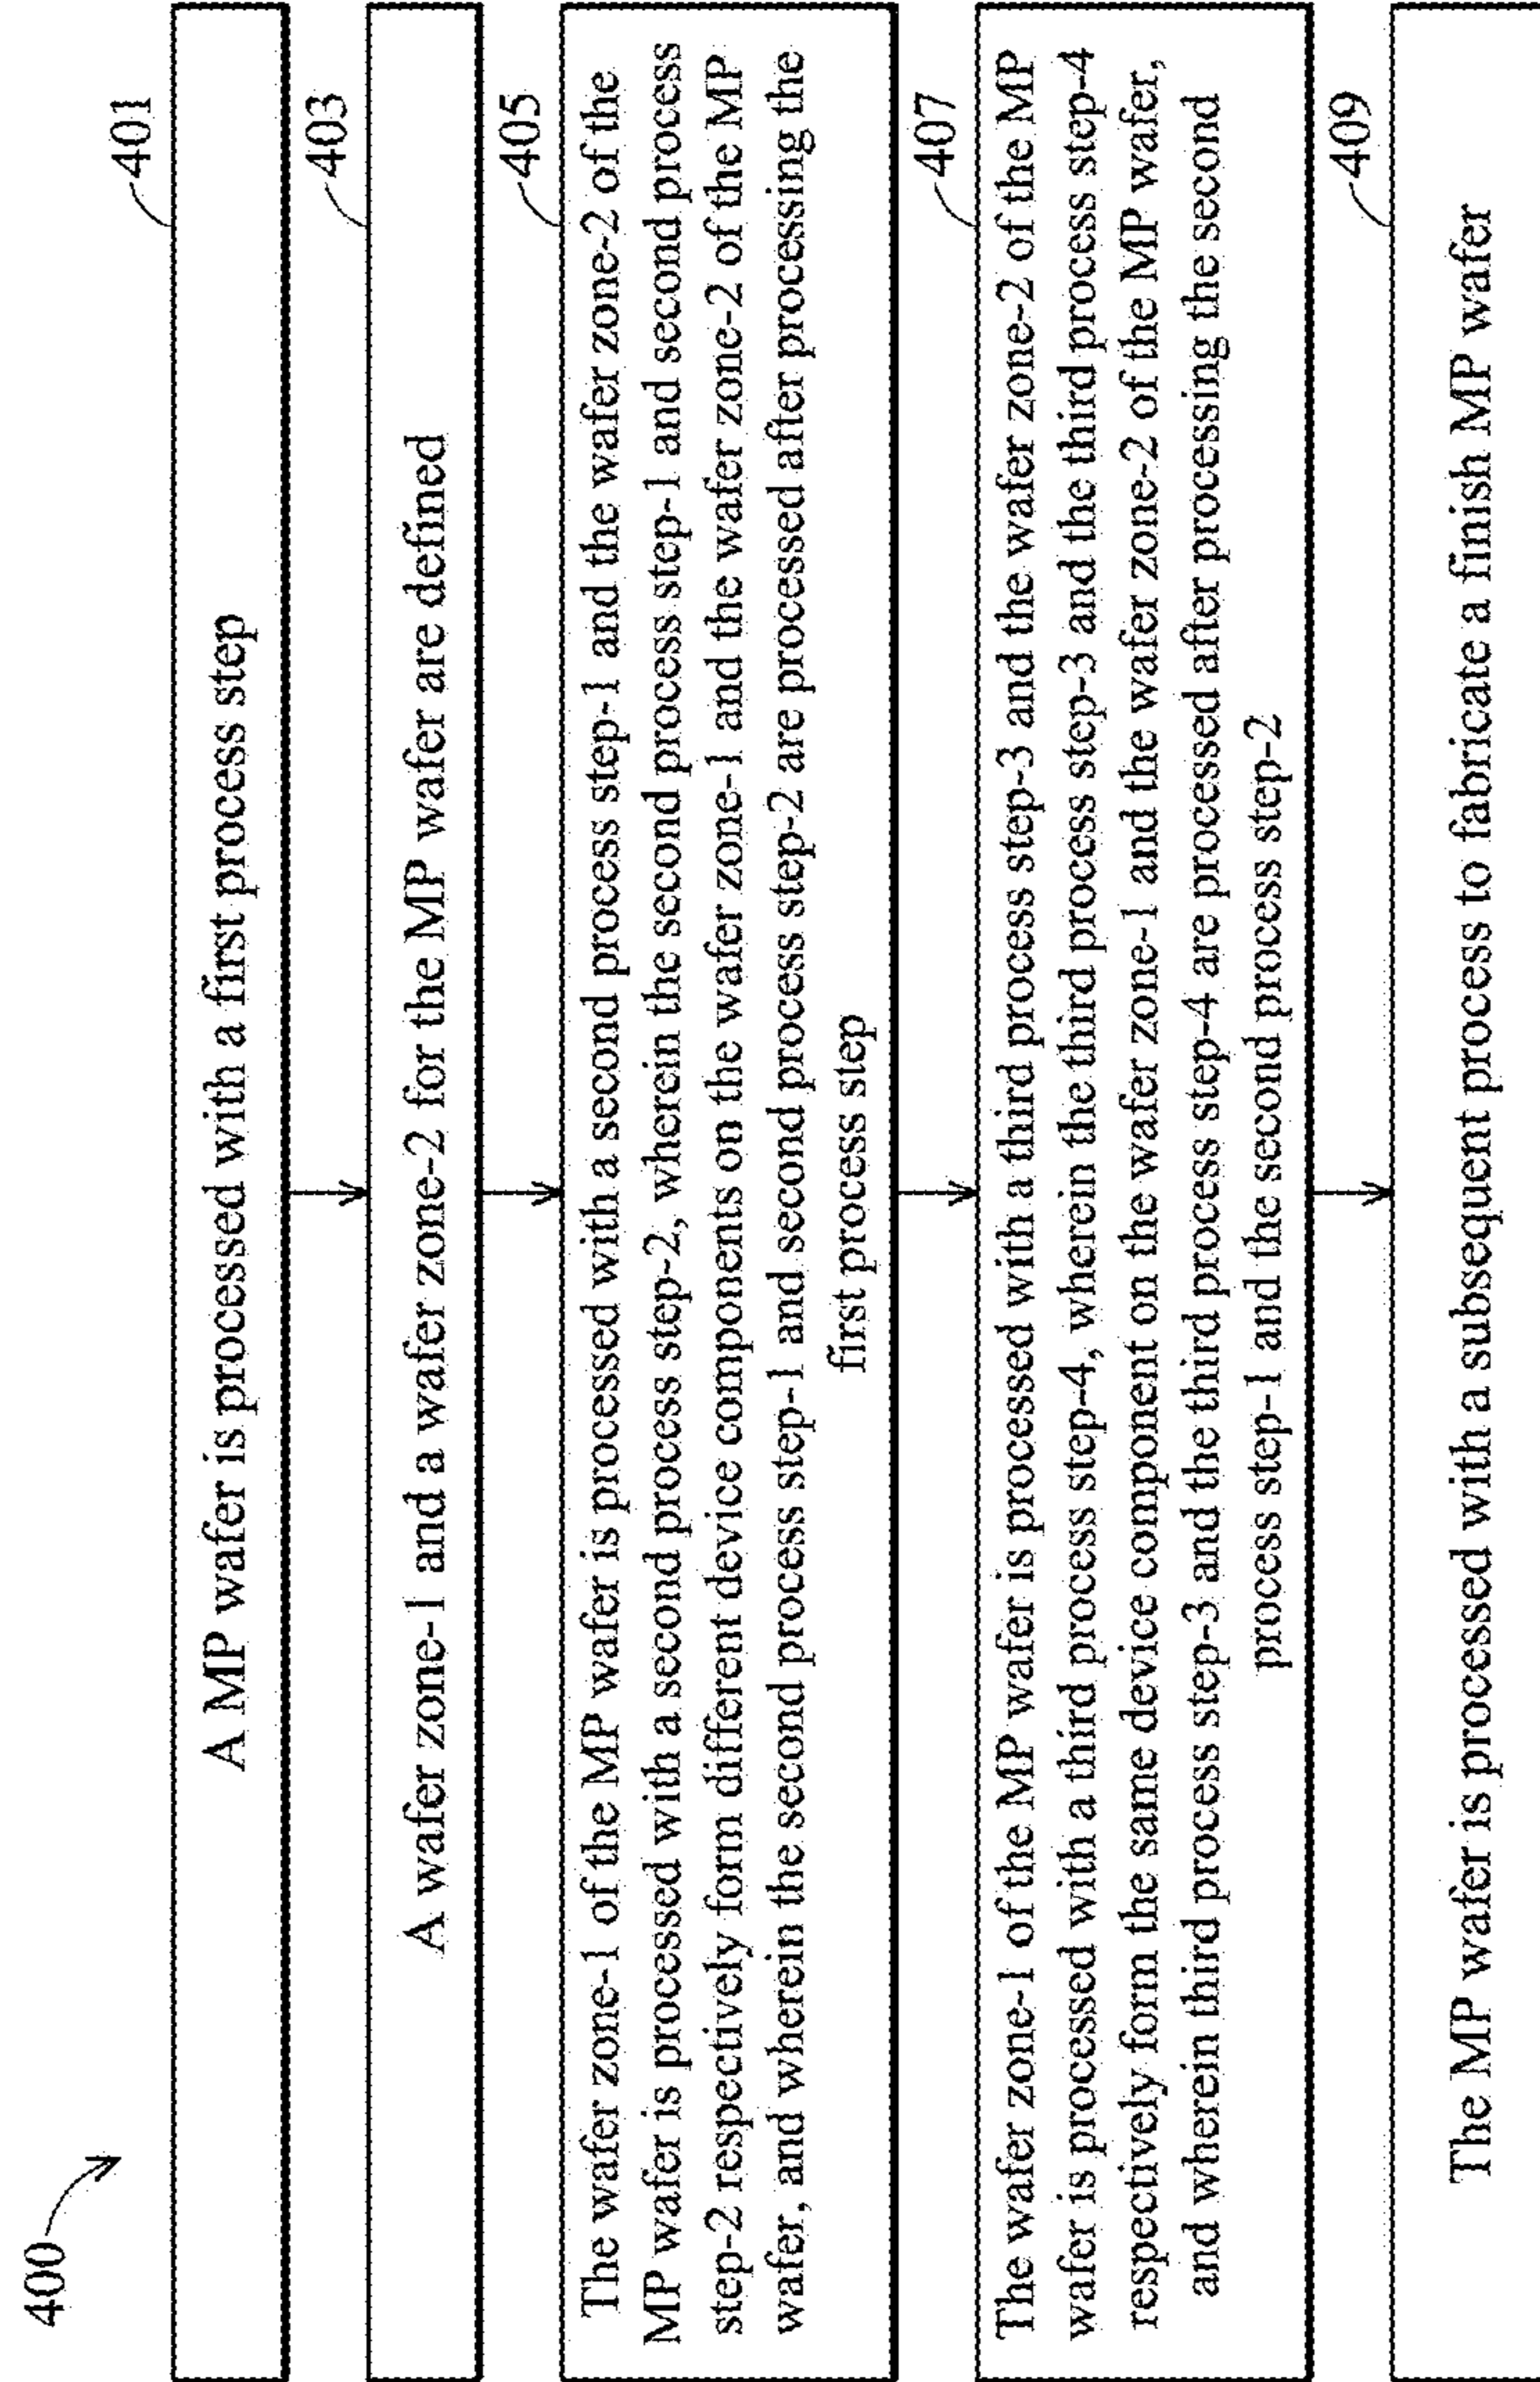 400
401
A MP wafer is processed with a first process step
403
A wafer zone-1 and a wafer zone-2 for the MP wafer are defined
405
The wafer zone-1 of the MP wafer is processed with a second process step-1 and the wafer zone-2 of the
MP wafer is processed with a second process step-2, wherein the second process step-1 and second process
step-2 respectively form different device components on the wafer zone-1 and the wafer zone-2 of the MP
wafer, and wherein the second process step-1 and second process step-2 are processed after processing the
first process step
407
The wafer zone-1 of the MP wafer is processed with a third process step-3 and the wafer zone-2 of the MP
wafer is processed with a third process step-4, wherein the third process step-3 and the third process step-4
respectively form the same device component on the wafer zone-1 and the wafer zone-2 of the MP wafer,
and wherein third process step-3 and the third process step-4 are processed after processing the second
process step-1 and the second process step-2
409
The MP wafer is processed with a subsequent process to fabricate a finish MP wafer